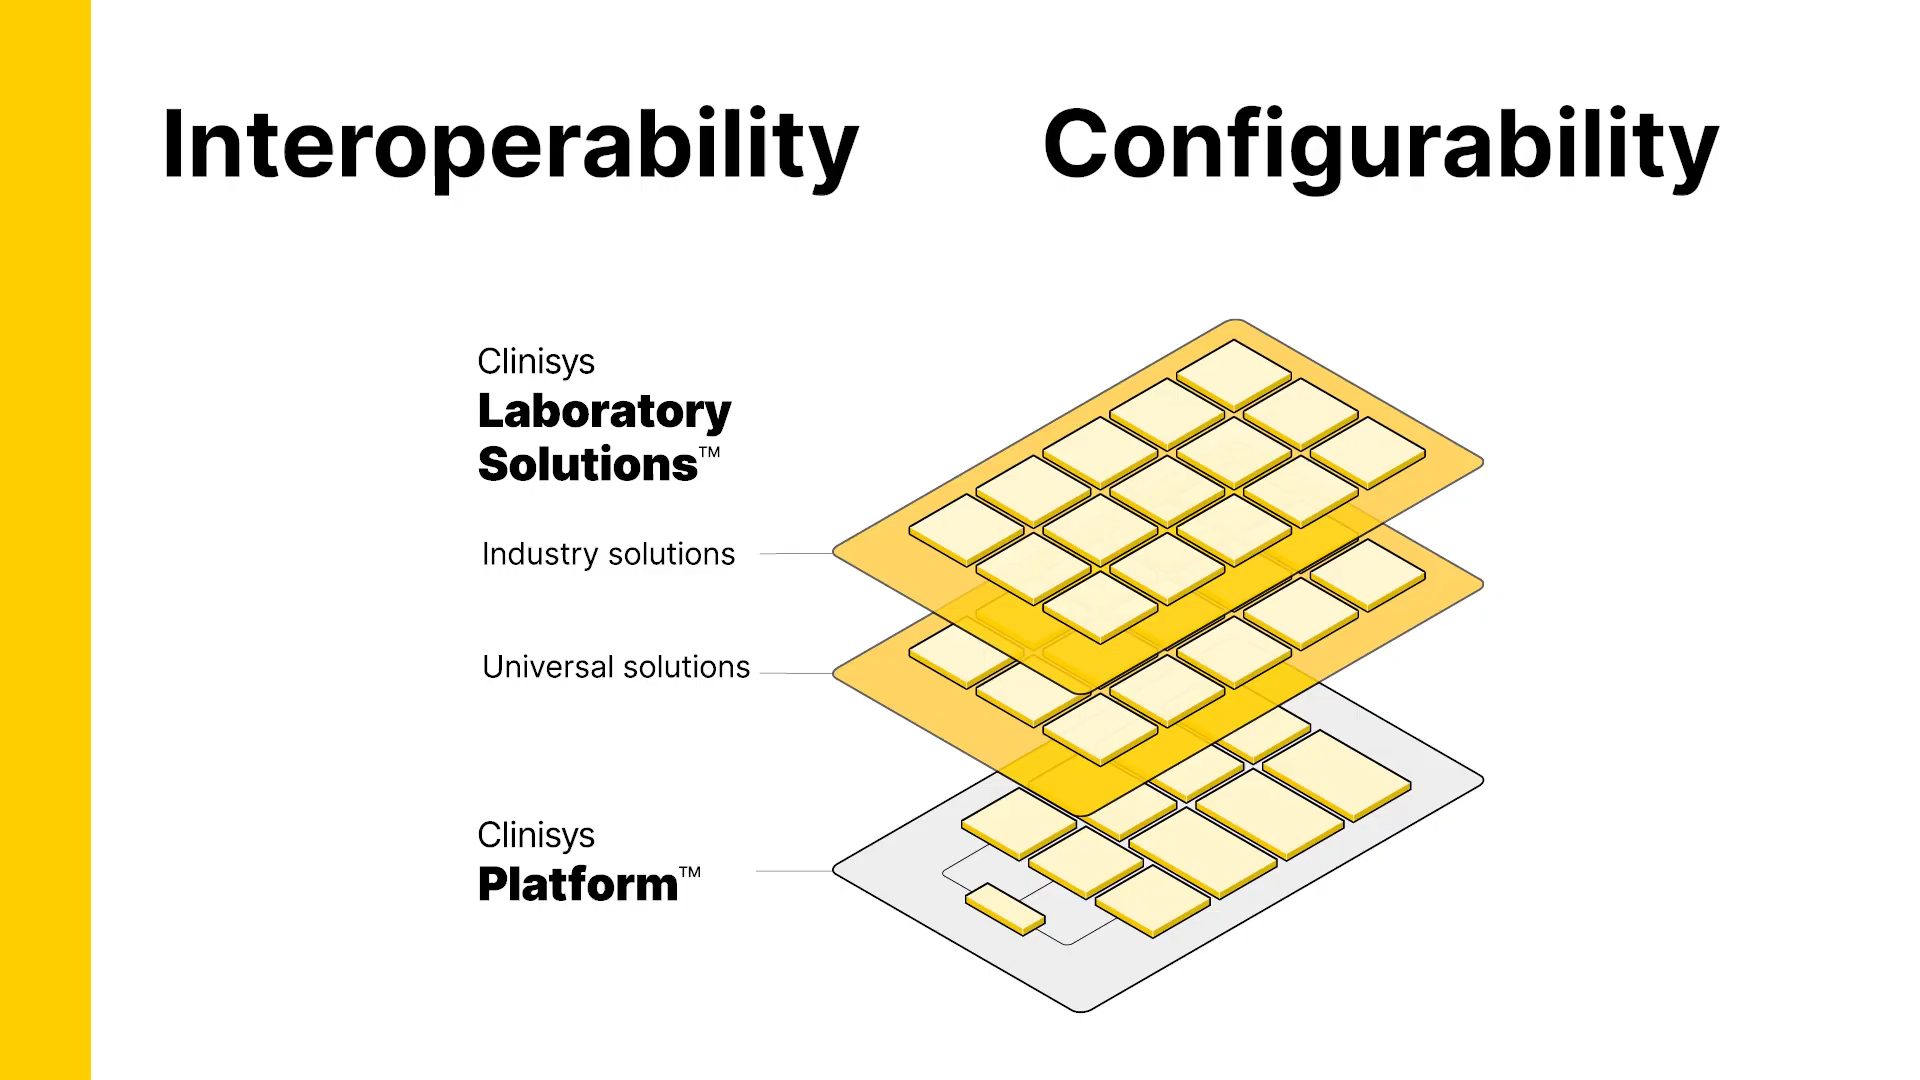 Interoperability
Configurability
Clinisys
Laboratory
Solutions™
Industry solutions
Universal solutions
Clinisys
Platform™